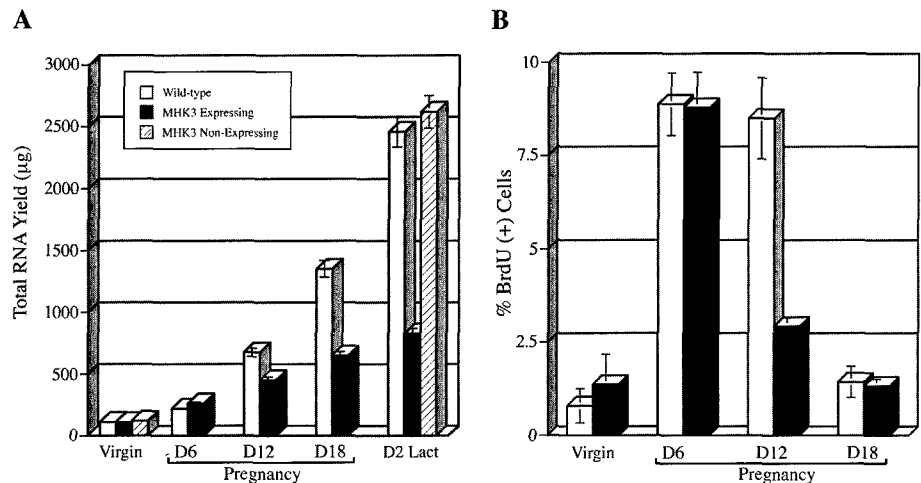 A
Total RNA Yield (µg)
3000
2500
2000
1500
1000
500
0
Wild-type
MHK3 Expressing
MHK3 Non-Expressing
Virgin
D6
D12
D18
D2 Lact
Pregnancy
B
% BrdU (+) Cells
10
7.5
5
2.5
0
Virgin
D6
D12
D18
Pregnancy